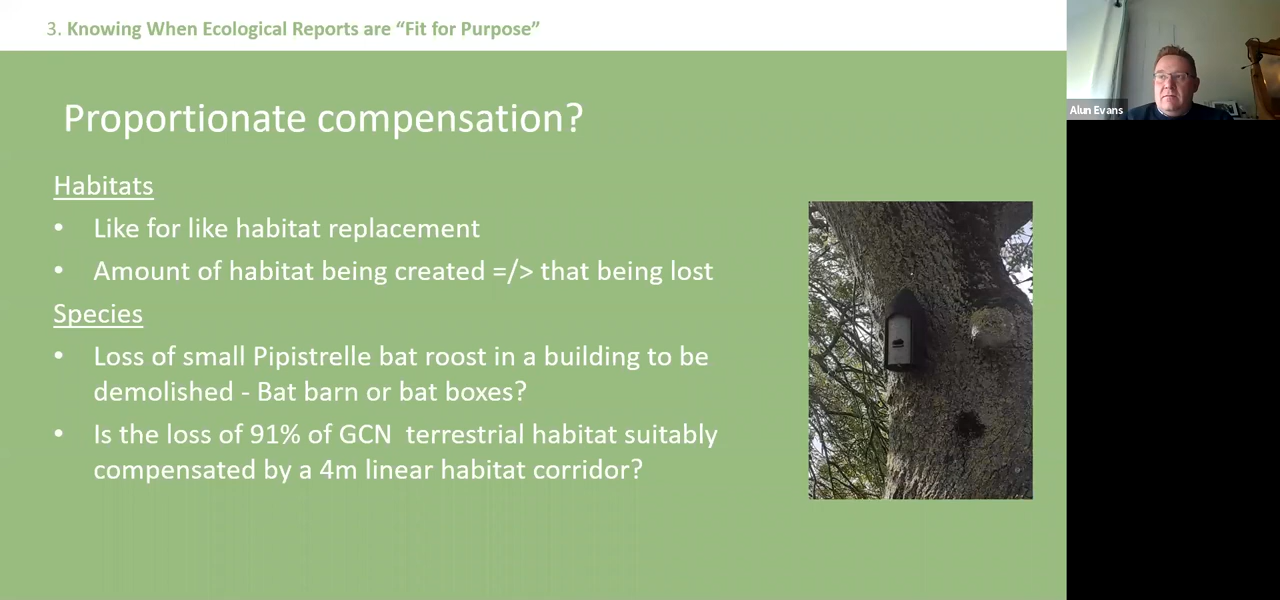 3. Knowing When Ecological Reports are “Fit for Purpose”
Alun Evans
Proportionate compensation?
Habitats
• Like for like habitat replacement
• Amount of habitat being created =/> that being lost
Species
• Loss of small Pipistrelle bat roost in a building to be
demolished - Bat barn or bat boxes?
• Is the loss of 91% of GCN  terrestrial habitat suitably
compensated by a 4m linear habitat corridor?